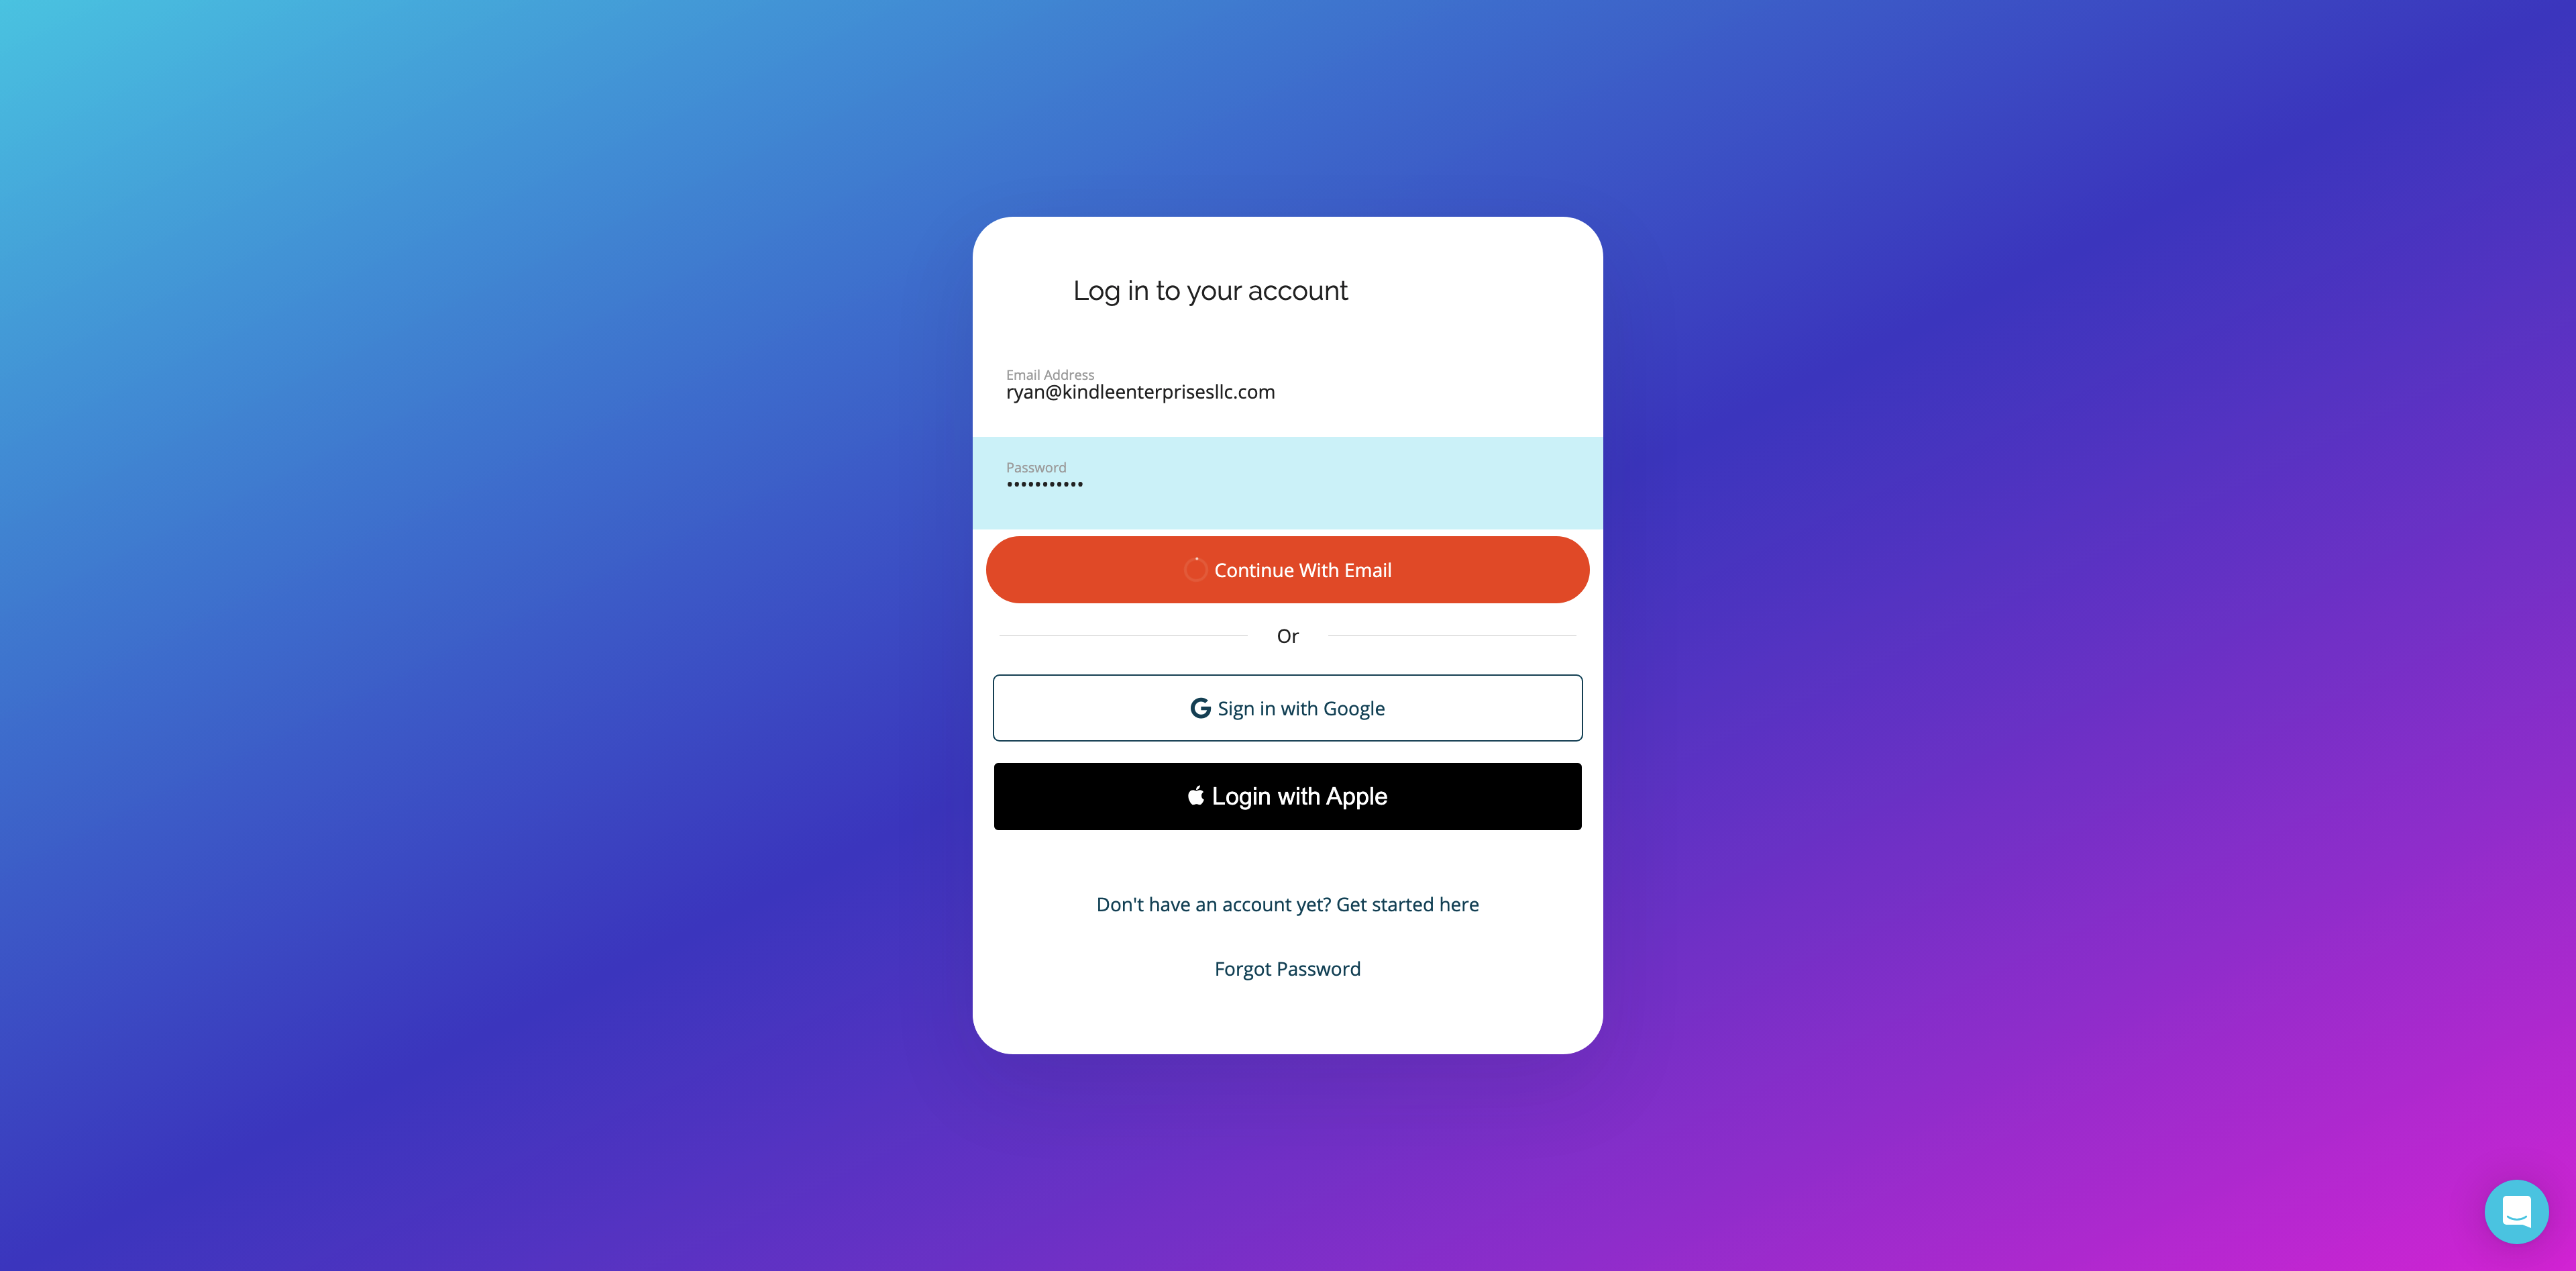 Log in to your account
Email Address
ryan@kindleenterprisesllc.com
Password
•••••••••••
Continue With Email
Or
Sign in with Google
Login with Apple
Don't have an account yet? Get started here
Forgot Password